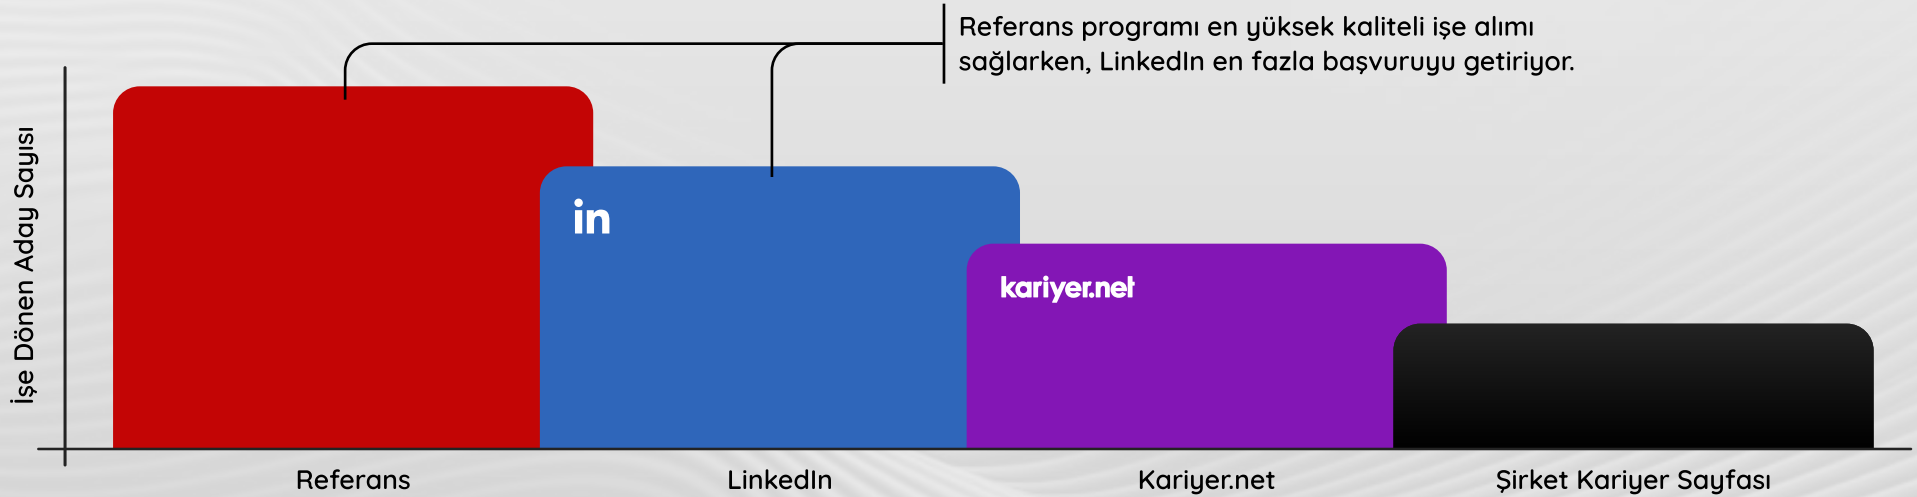 Referans programı en yüksek kaliteli işe alımı
sağlarken, LinkedIn en fazla başvuruyu getiriyor.
İşe Dönen Aday Sayısı
in
kariyer.net
Referans
LinkedIn
Kariyer.net
Şirket Kariyer Sayfası